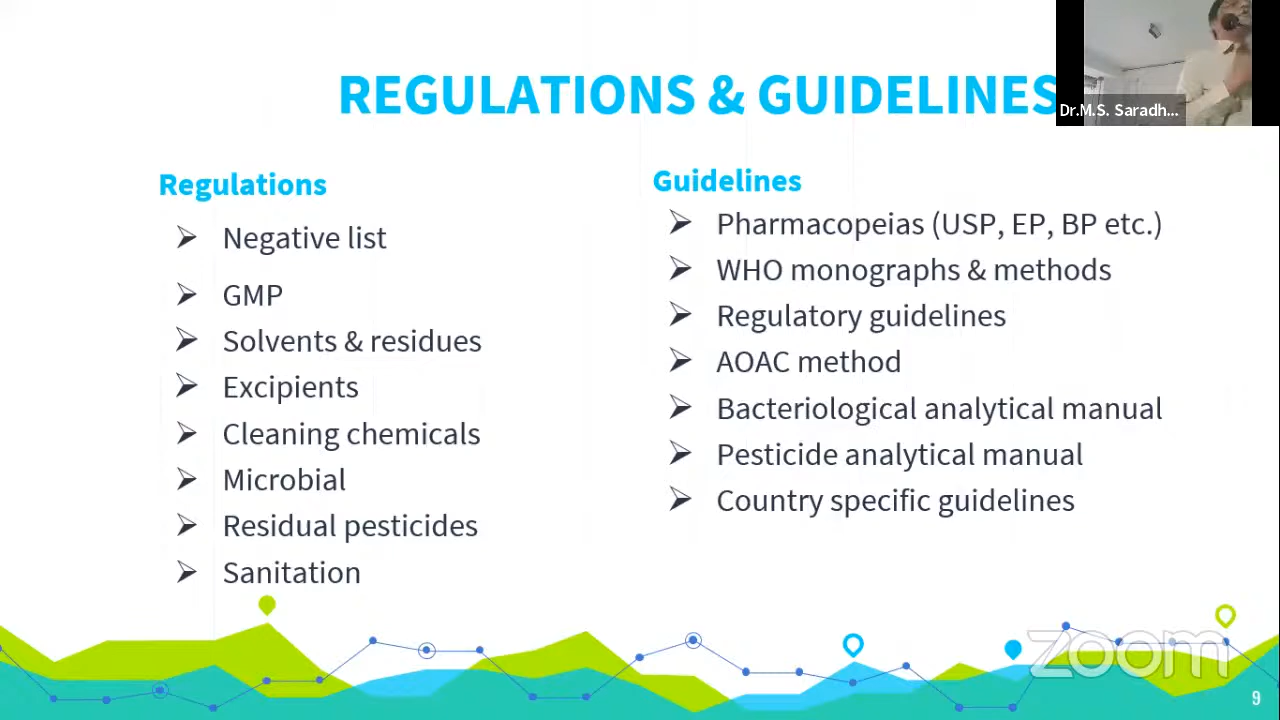 REGULATIONS & GUIDELINES
Dr.M.S. Saradh...
Regulations
Negative list
GMP
Solvents & residues
Excipients
Cleaning chemicals
Microbial
Residual pesticides
Sanitation
Guidelines
Pharmacopeias (USP, EP, BP etc.)
WHO monographs & methods
Regulatory guidelines
AOAC method
Bacteriological analytical manual
Pesticide analytical manual
Country specific guidelines
zoom
9